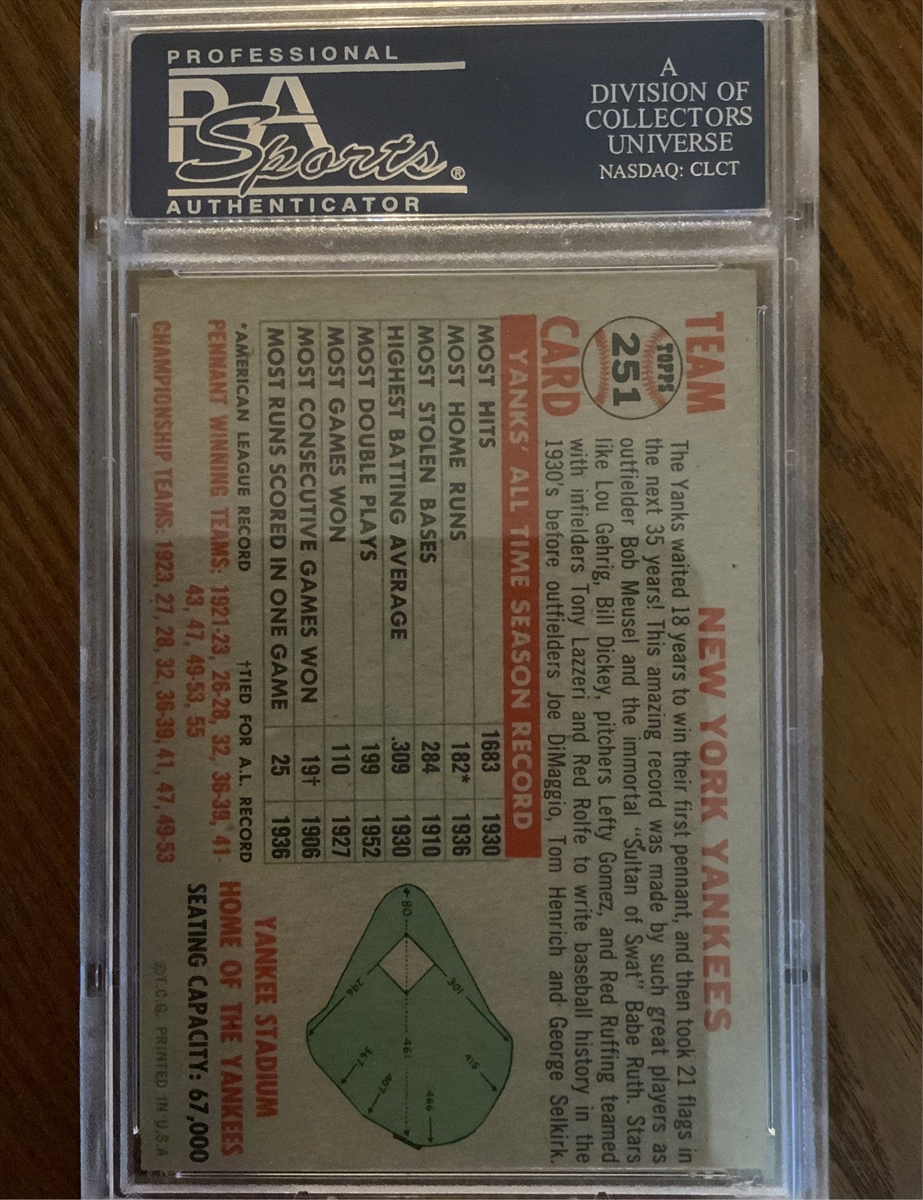 PROFESSIONAL
PSA
Sports®
AUTHENTICATOR
A
DIVISION OF
COLLECTORS
UNIVERSE
NASDAQ: CLCT
TEAM
TOPPS
251
CARD
NEW YORK YANKEES
The Yanks waited 18 years to win their first pennant, and then took 21 flags in
the next 35 years! This amazing record was made by such great players as
outfielder Bob Meusel and the immortal “Sultan of Swat” Babe Ruth. Stars
like Lou Gehrig, Bill Dickey, pitchers Lefty Gomez, and Red Ruffing teamed
with infielders Tony Lazzeri and Red Rolfe to write baseball history in the
1930's before outfielders Joe DiMaggio, Tom Henrich and George Selkirk.
YANKS' ALL TIME SEASON RECORD
MOST HITS 1683 1930
MOST HOME RUNS 182* 1936
MOST STOLEN BASES 284 1910
HIGHEST BATTING AVERAGE .309 1930
MOST DOUBLE PLAYS 199 1952
MOST GAMES WON 110 1927
MOST CONSECUTIVE GAMES WON 19† 1906
MOST RUNS SCORED IN ONE GAME 25 1936
*AMERICAN LEAGUE RECORD †TIED FOR A.L. RECORD
PENNANT WINNING TEAMS: 1921-23, 26-28, 32, 36-39, 41
43, 47, 49-53, 55
CHAMPIONSHIP TEAMS: 1923, 27, 28, 32, 36-39, 41, 47, 49-53
80
301
296
416
461
367
407
466
YANKEE STADIUM
HOME OF THE YANKEES
SEATING CAPACITY: 67,000
©T.C.G. PRINTED IN U.S.A